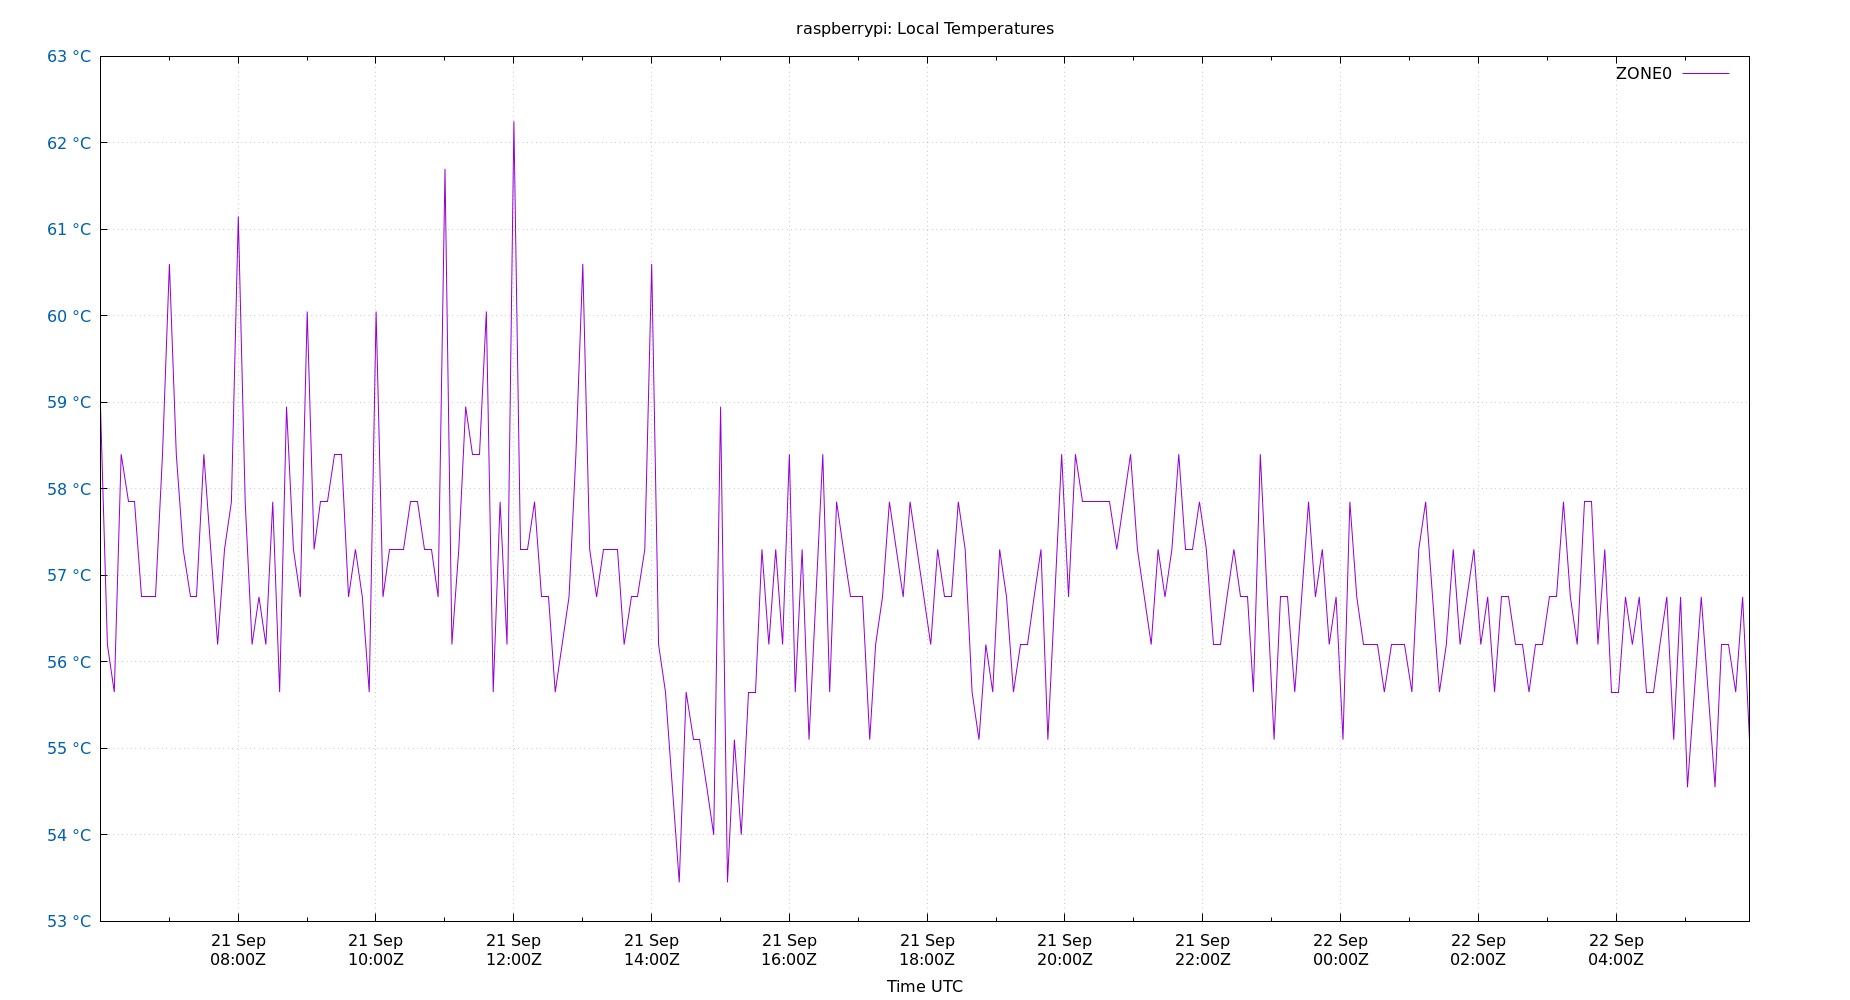 raspberrypi: Local Temperatures
63 °C
ZONE0
62 °C
61 °C
60 °C
59 °C
58 °C
57 °C
56 °C
55 °C
54 °C
53 °C
21 Sep 21 Sep 21 Sep 21 Sep 21 Sep 21 Sep 21 Sep 21 Sep 22 Sep 22 Sep 22 Sep
08:00Z 10:00Z 12:00Z 14:00Z 16:00Z 18:00Z 20:00Z 22:00Z 00:00Z 02:00Z 04:00Z
Time UTC